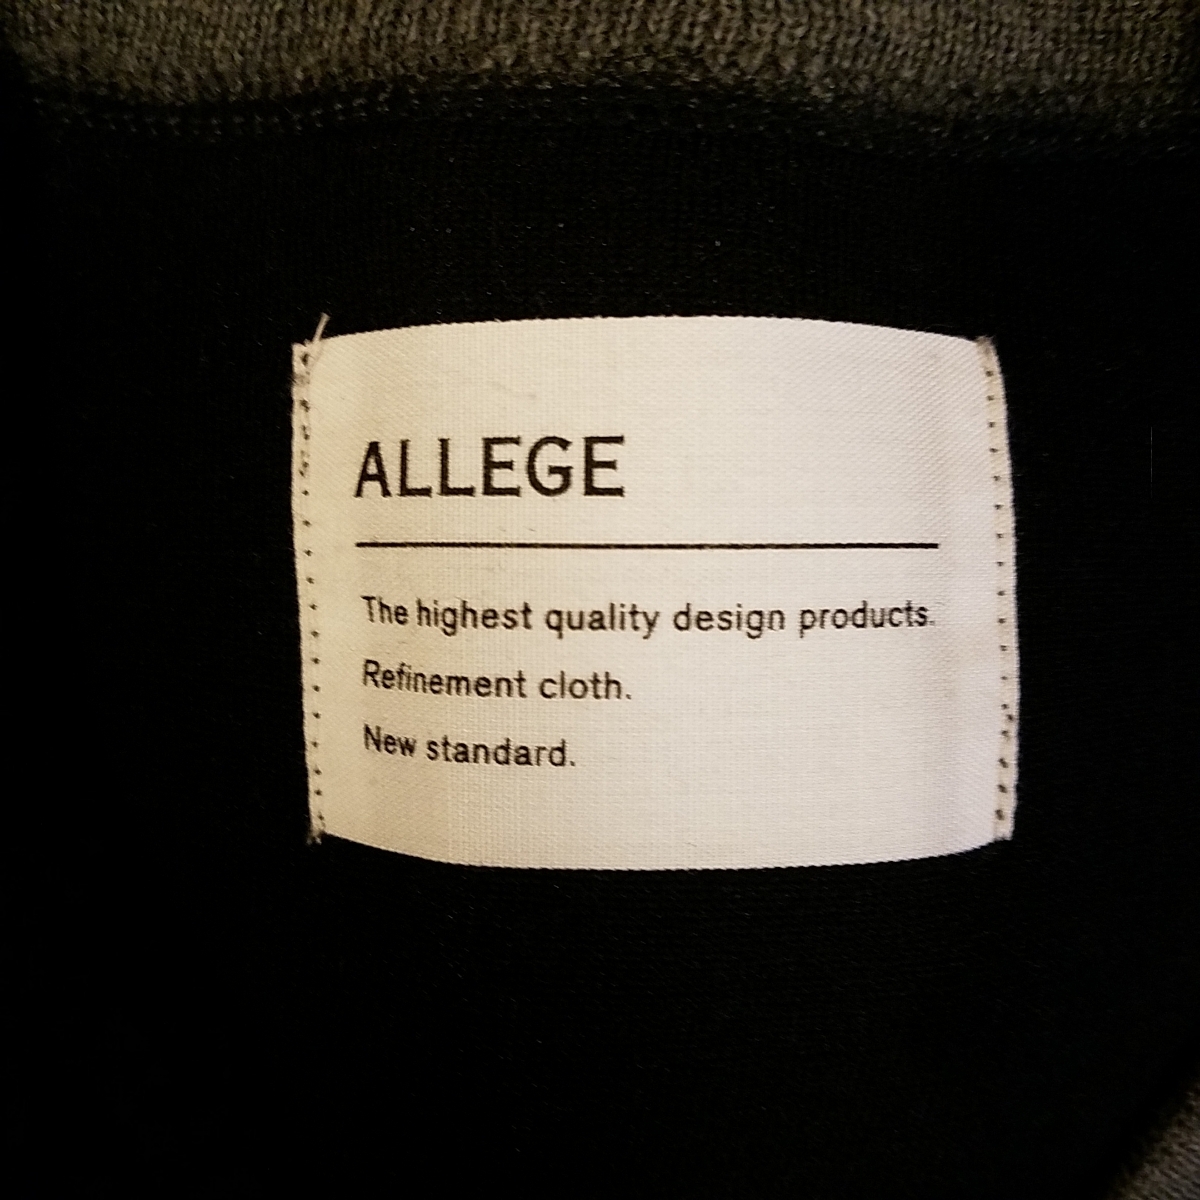 ALLEGE
The highest quality design products.
Refinement cloth.
New standard.